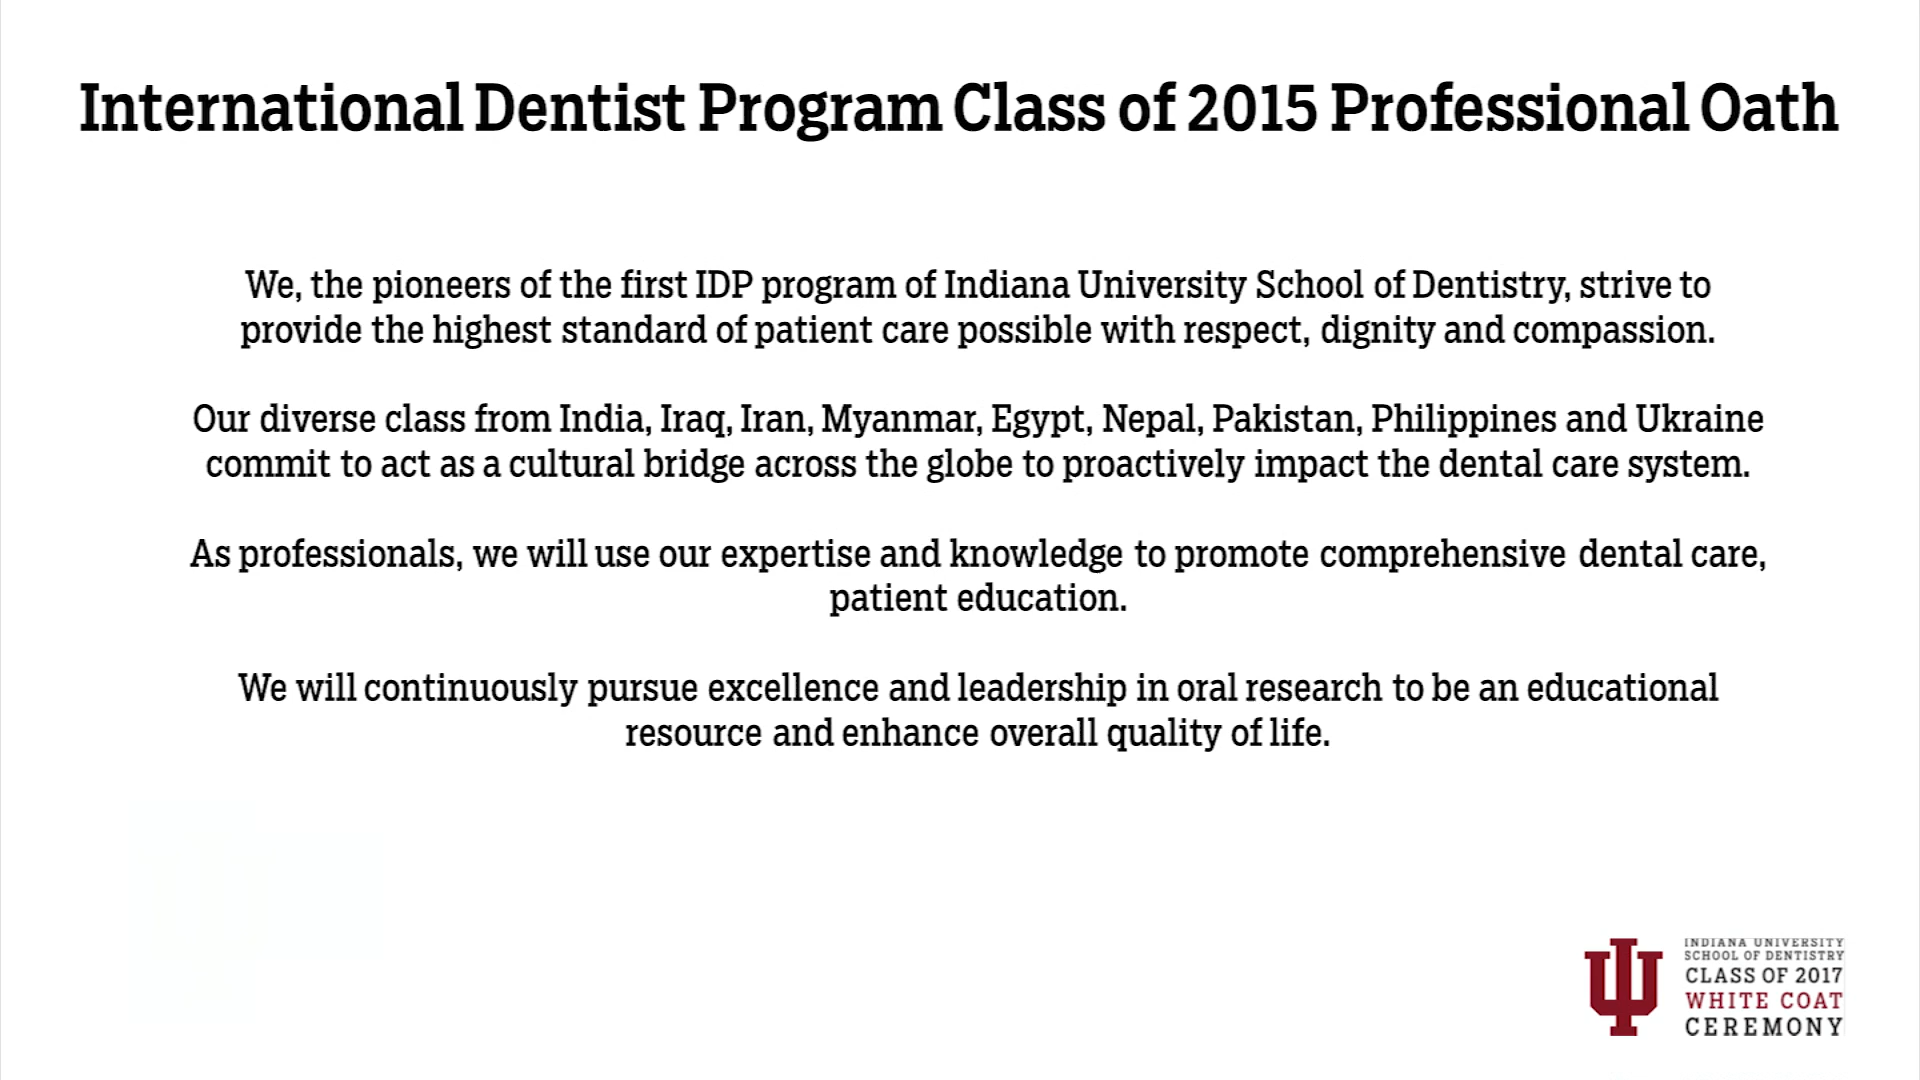 International Dentist Program Class of 2015 Professional Oath
We, the pioneers of the first IDP program of Indiana University School of Dentistry, strive to
provide the highest standard of patient care possible with respect, dignity and compassion.
Our diverse class from India, Iraq, Iran, Myanmar, Egypt, Nepal, Pakistan, Philippines and Ukraine
commit to act as a cultural bridge across the globe to proactively impact the dental care system.
As professionals, we will use our expertise and knowledge to promote comprehensive dental care,
patient education.
We will continuously pursue excellence and leadership in oral research to be an educational
resource and enhance overall quality of life.
INDIANA UNIVERSITY
SCHOOL OF DENTISTRY
CLASS OF 2017
WHITE COAT
CEREMONY